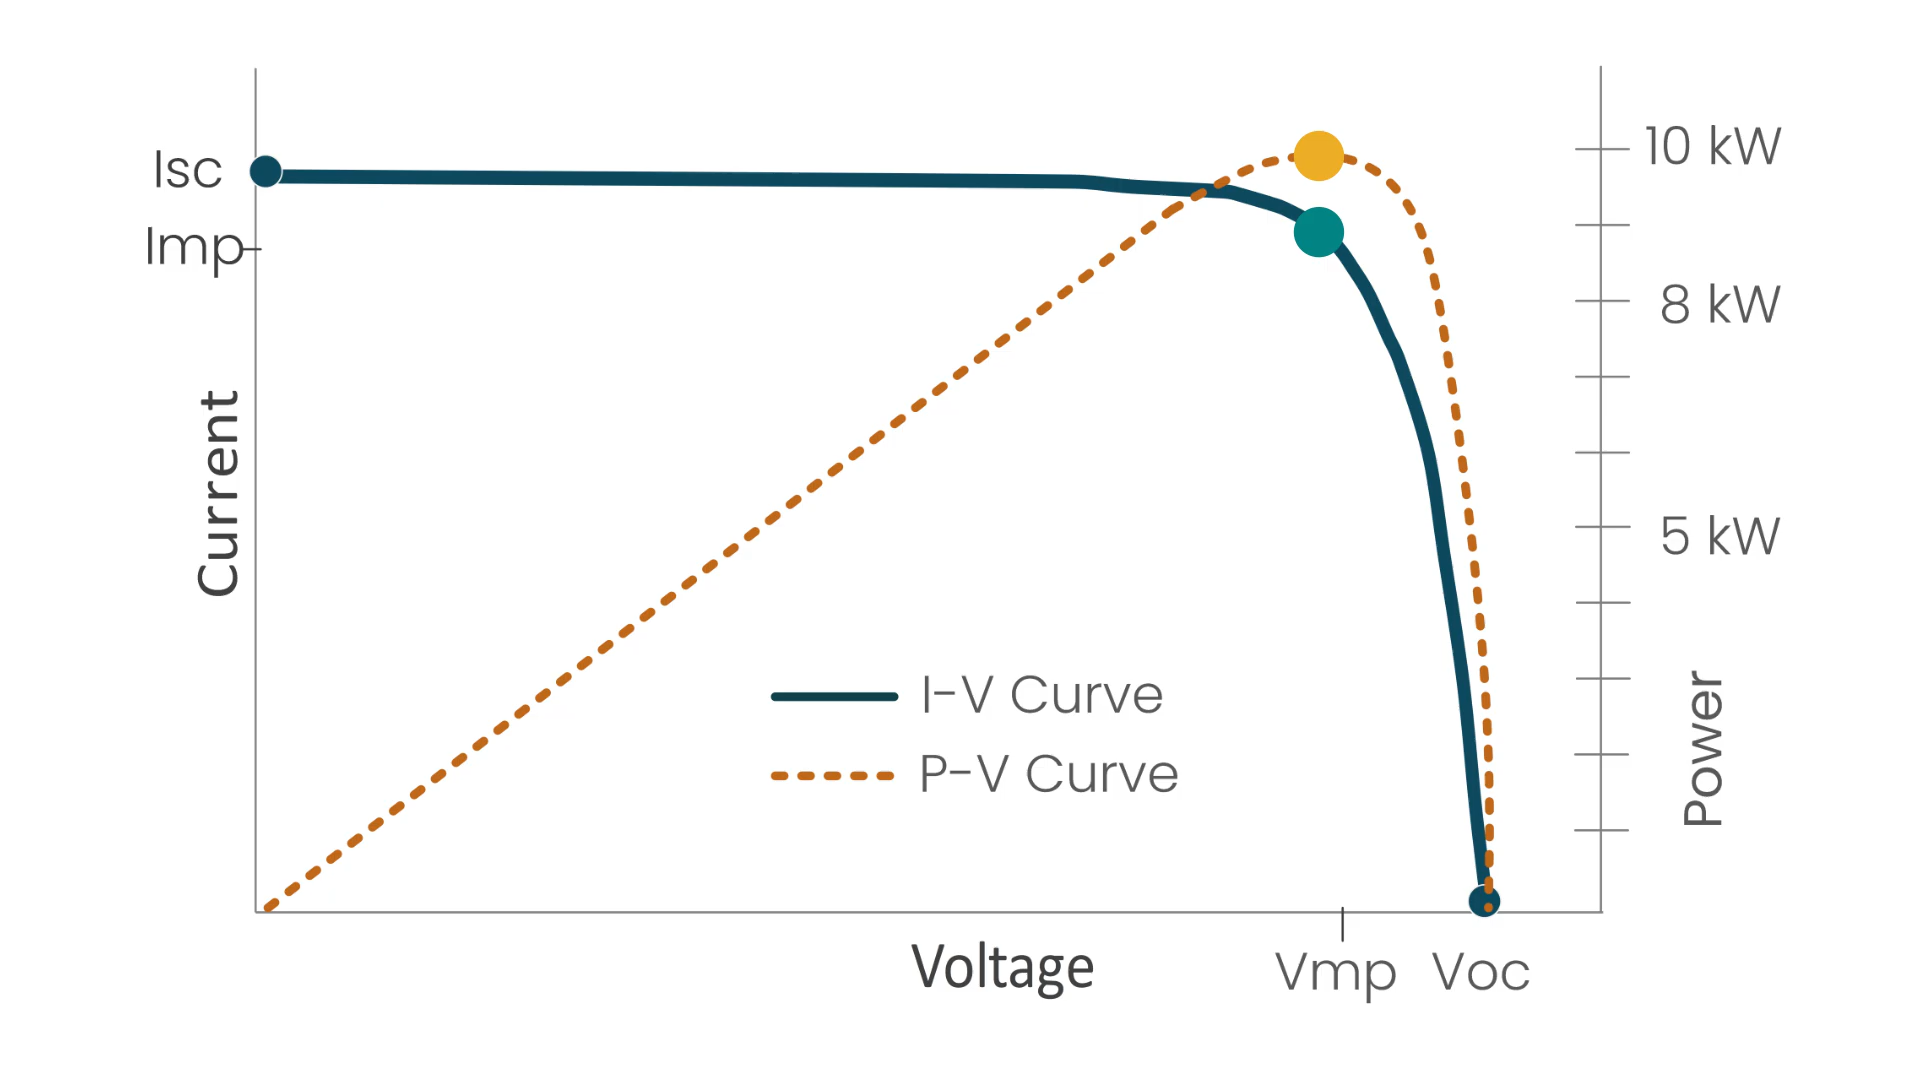 Isc
Imp
Current
10 kW
8 kW
5 kW
Power
I-V Curve
P-V Curve
Voltage
Vmp
Voc